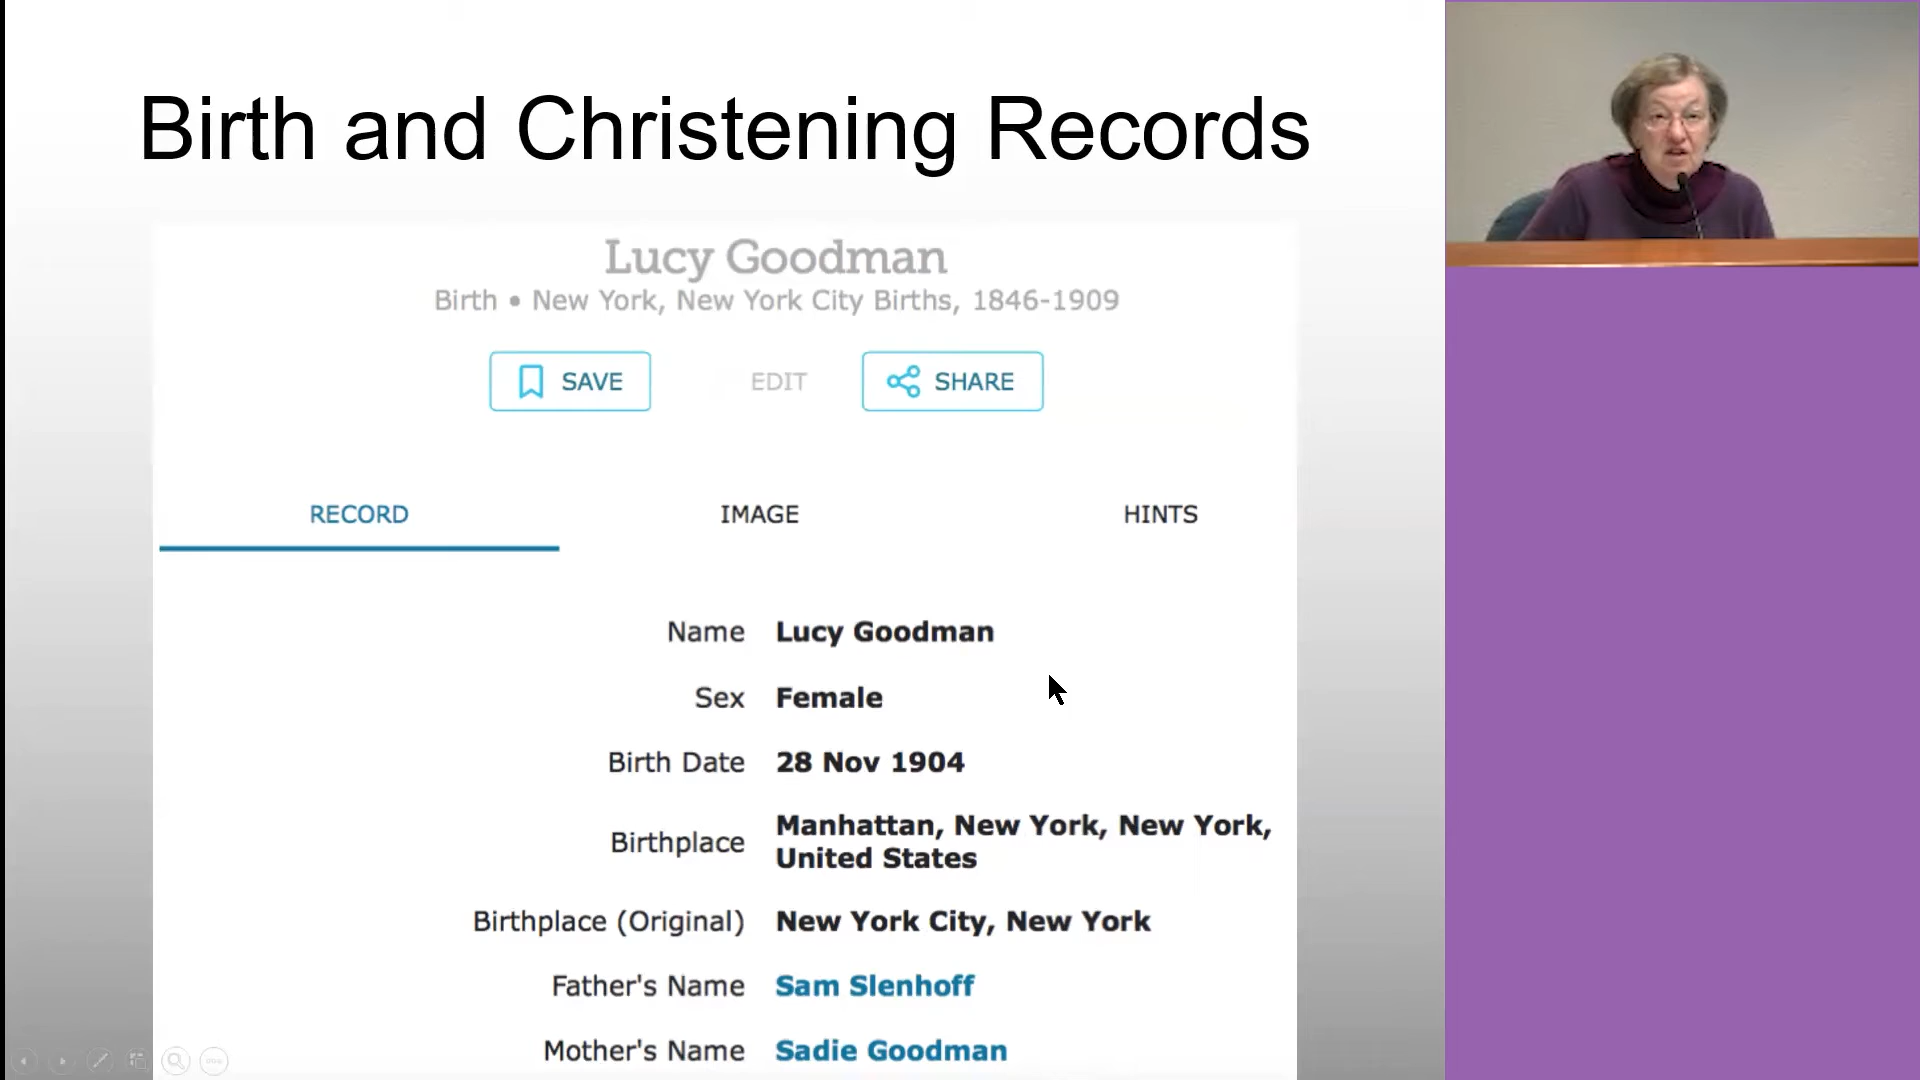 Birth and Christening Records
Lucy Goodman
Birth • New York, New York City Births, 1846-1909
SAVE
EDIT
SHARE
RECORD
IMAGE
HINTS
Name Lucy Goodman
Sex Female
Birth Date 28 Nov 1904
Birthplace Manhattan, New York, New York,
United States
Birthplace (Original) New York City, New York
Father's Name Sam Slenhoff
Mother's Name Sadie Goodman